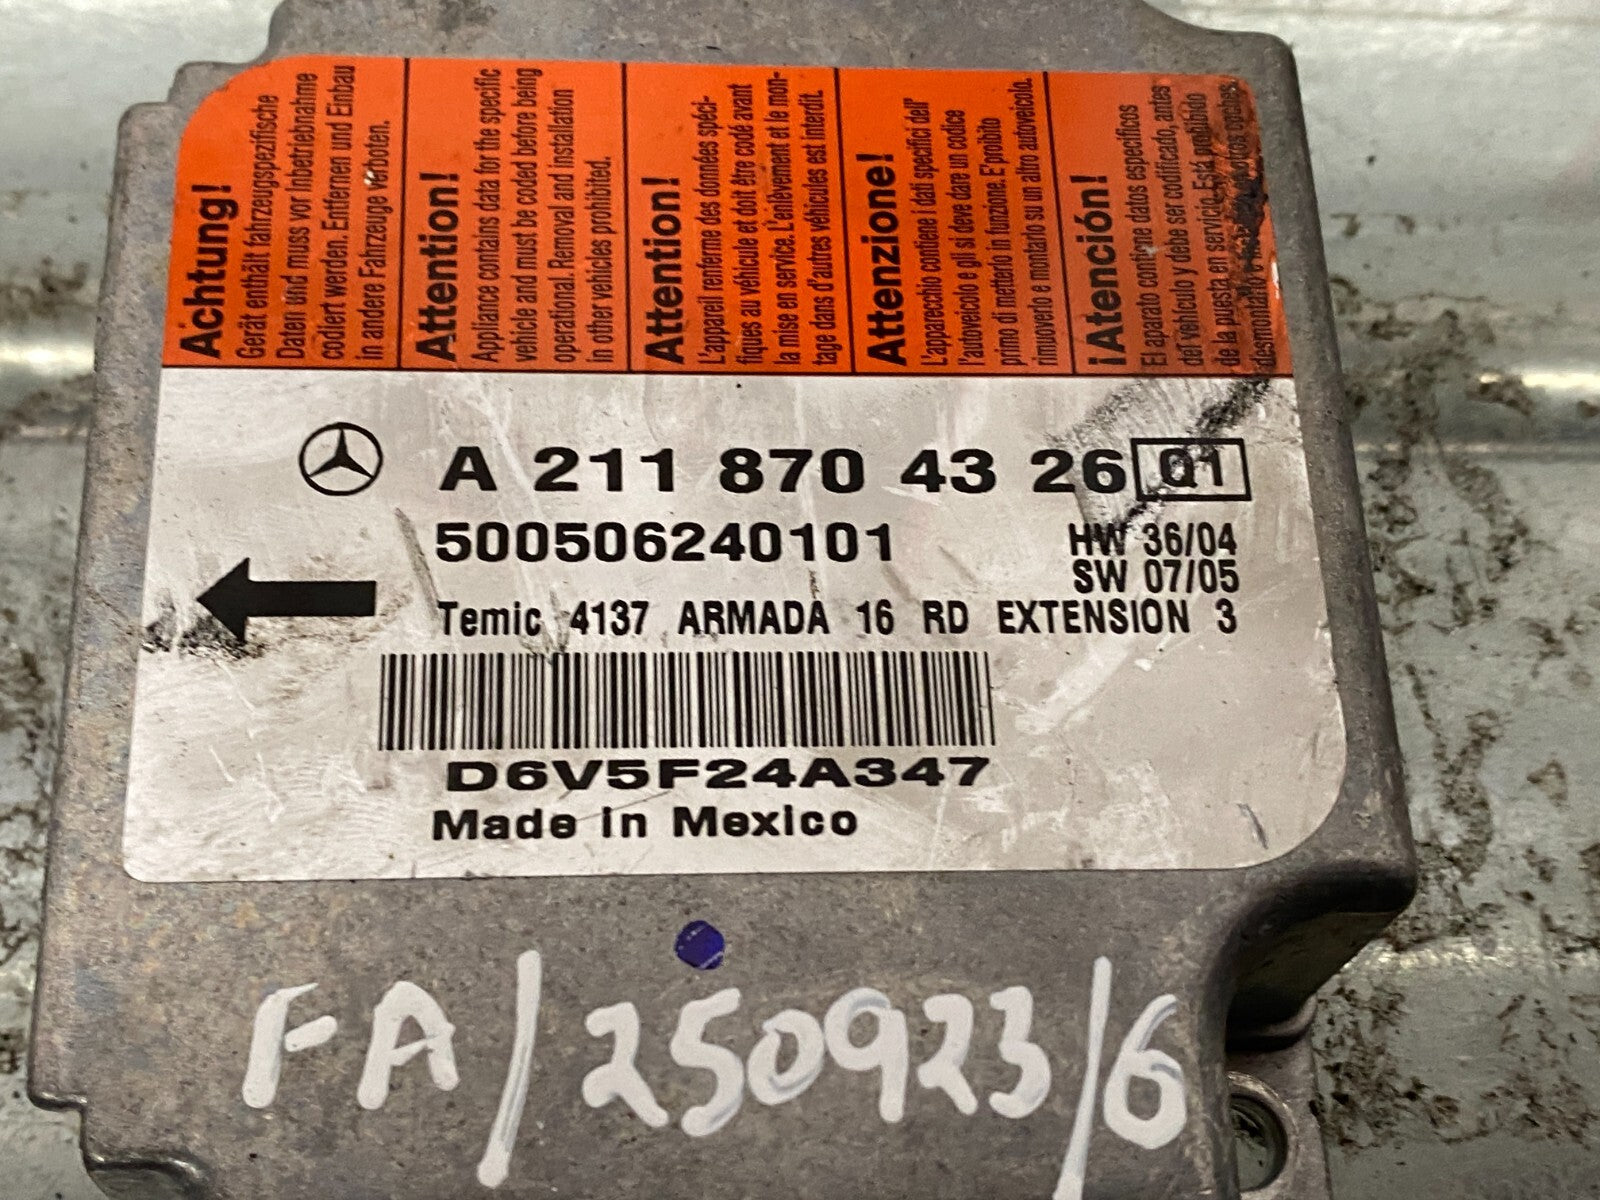 Achtung!
Gerät enthält fahrzeugspezifische
Daten und muss vor Inbetriebnahme
codiert werden. Entfernen und Einbau
in andere Fahrzeuge verboten.
Attention!
Appliance contains data for the specific
vehicle and must be coded before being
operational. Removal and installation
in other vehicles prohibited.
Attention!
L'appareil renferme des données spéci-
fiques au véhicule et doit être codé avant
la mise en service. L'enlèvement et le mon-
tage dans d'autres véhicules est interdit.
Attenzione!
L'apparecchio contiene i dati specifici dell'
l'autoveicolo e gli si deve dare un codice
primo di metterlo in funzione. E'proibito
rimuoverlo e montarlo su un altro autoveicolo.
¡Atención!
El aparato contine datos específicos
del vehículo y debe ser codificado, antes
de la puesta en servicio. Está prohibido
desmontarlo
A 211 870 43 26 Q1
500506240101 HW 36/04
SW 07/05
Temic 4137 ARMADA 16 RD EXTENSION 3
D6V5F24A347
Made in Mexico
FA/250923/6